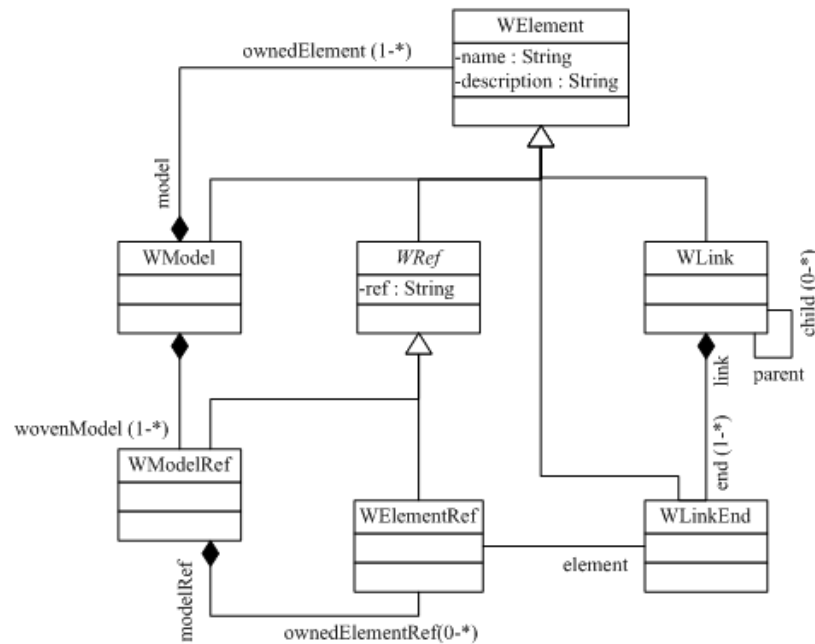 WElement
ownedElement (1-*)
-name : String
-description : String
model
WModel
WRef
-ref : String
WLink
child (0-*)
parent
link
wovenModel (1-*)
end (1-*)
WModelRef
WElementRef
WLinkEnd
element
modelRef
ownedElementRef(0-*)